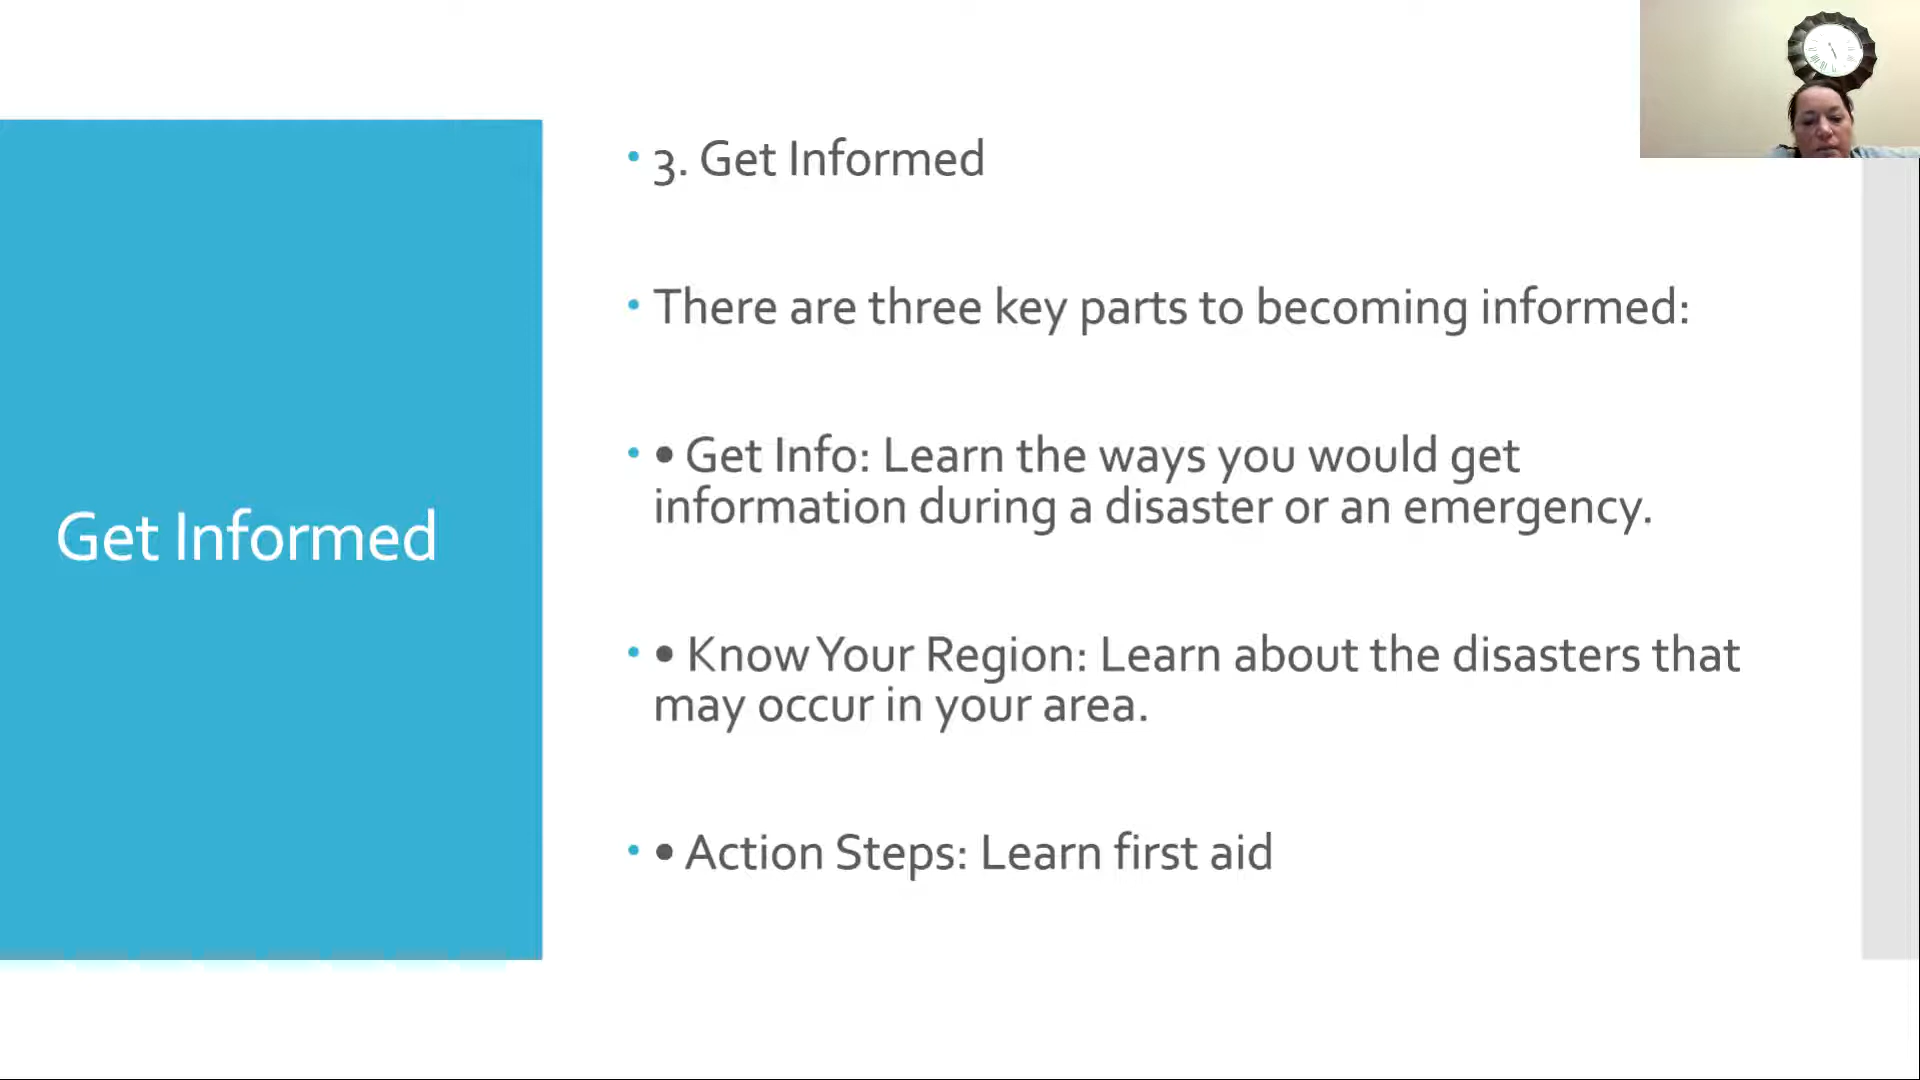 Get Informed
• 3. Get Informed
• There are three key parts to becoming informed:
• • Get Info: Learn the ways you would get
information during a disaster or an emergency.
• • Know Your Region: Learn about the disasters that
may occur in your area.
• • Action Steps: Learn first aid